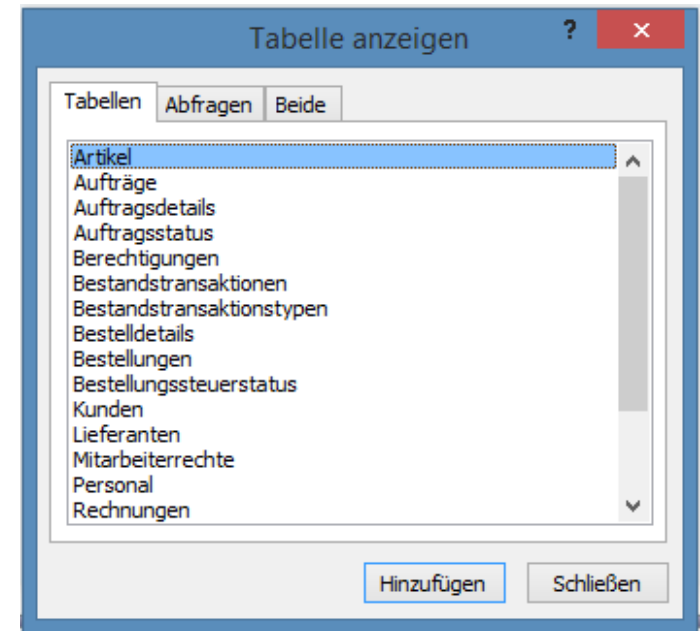 Tabelle anzeigen ?
Tabellen Abfragen Beide
Artikel
Aufträge
Auftragsdetails
Auftragsstatus
Berechtigungen
Bestandstransaktionen
Bestandstransaktionstypen
Bestelldetails
Bestellungen
Bestellungssteuerstatus
Kunden
Lieferanten
Mitarbeiterrechte
Personal
Rechnungen
Hinzufügen Schließen